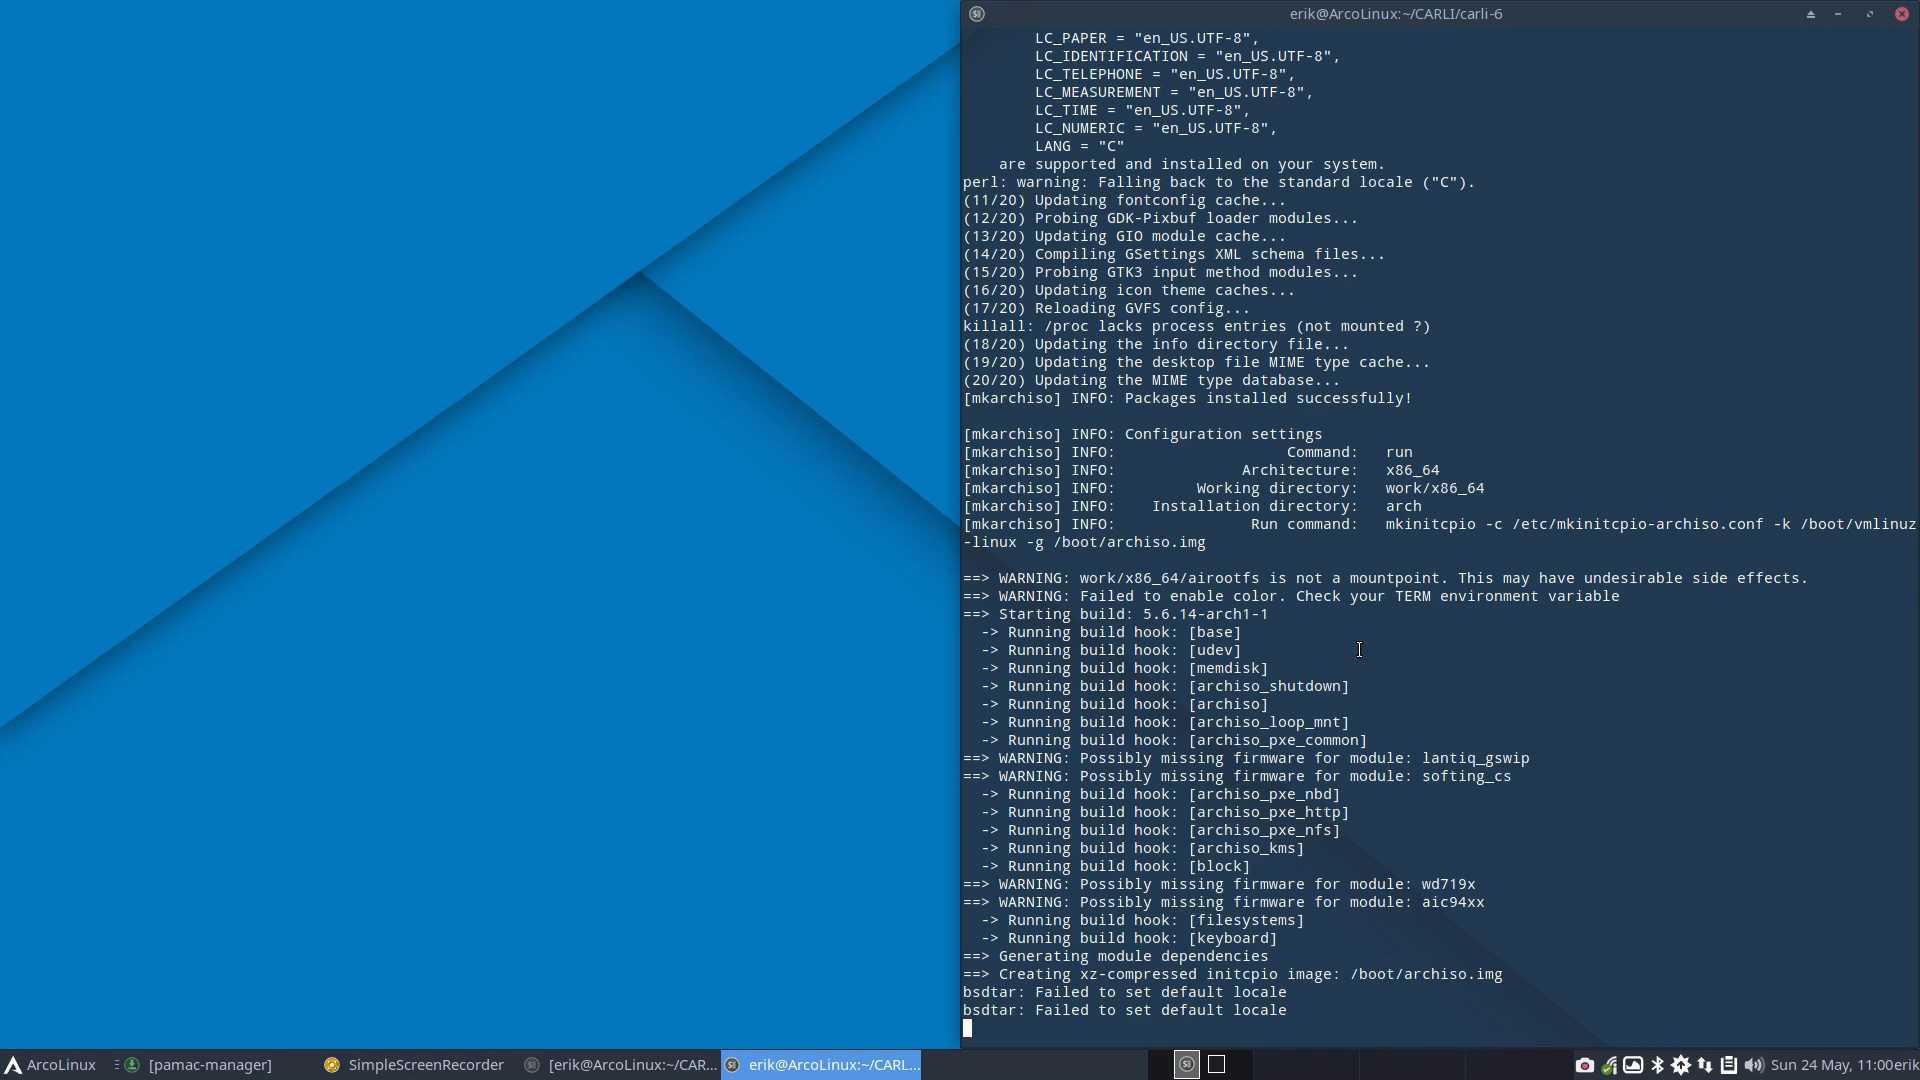 erik@ArcoLinux:~/CARLI/carli-6
LC_PAPER = "en_US.UTF-8",
LC_IDENTIFICATION = "en_US.UTF-8",
LC_TELEPHONE = "en_US.UTF-8",
LC_MEASUREMENT = "en_US.UTF-8",
LC_TIME = "en_US.UTF-8",
LC_NUMERIC = "en_US.UTF-8",
LANG = "C"
are supported and installed on your system.
perl: warning: Falling back to the standard locale ("C").
(11/20) Updating fontconfig cache...
(12/20) Probing GDK-Pixbuf loader modules...
(13/20) Updating GIO module cache...
(14/20) Compiling GSettings XML schema files...
(15/20) Probing GTK3 input method modules...
(16/20) Updating icon theme caches...
(17/20) Reloading GVFS config...
killall: /proc lacks process entries (not mounted ?)
(18/20) Updating the info directory file...
(19/20) Updating the desktop file MIME type cache...
(20/20) Updating the MIME type database...
[mkarchiso] INFO: Packages installed successfully!
[mkarchiso] INFO: Configuration settings
[mkarchiso] INFO: Command: run
[mkarchiso] INFO: Architecture: x86_64
[mkarchiso] INFO: Working directory: work/x86_64
[mkarchiso] INFO: Installation directory: arch
[mkarchiso] INFO: Run command: mkinitcpio -c /etc/mkinitcpio-archiso.conf -k /boot/vmlinuz
-linux -g /boot/archiso.img
==> WARNING: work/x86_64/airootfs is not a mountpoint. This may have undesirable side effects.
==> WARNING: Failed to enable color. Check your TERM environment variable
==> Starting build: 5.6.14-arch1-1
-> Running build hook: [base]
-> Running build hook: [udev]
-> Running build hook: [memdisk]
-> Running build hook: [archiso_shutdown]
-> Running build hook: [archiso]
-> Running build hook: [archiso_loop_mnt]
-> Running build hook: [archiso_pxe_common]
==> WARNING: Possibly missing firmware for module: lantiq_gswip
==> WARNING: Possibly missing firmware for module: softing_cs
-> Running build hook: [archiso_pxe_nbd]
-> Running build hook: [archiso_pxe_http]
-> Running build hook: [archiso_pxe_nfs]
-> Running build hook: [archiso_kms]
-> Running build hook: [block]
==> WARNING: Possibly missing firmware for module: wd719x
==> WARNING: Possibly missing firmware for module: aic94xx
-> Running build hook: [filesystems]
-> Running build hook: [keyboard]
==> Generating module dependencies
==> Creating xz-compressed initcpio image: /boot/archiso.img
bsdtar: Failed to set default locale
bsdtar: Failed to set default locale
ArcoLinux [pamac-manager] SimpleScreenRecorder [erik@ArcoLinux:~/CAR... erik@ArcoLinux:~/CARL... Sun 24 May, 11:00 erik